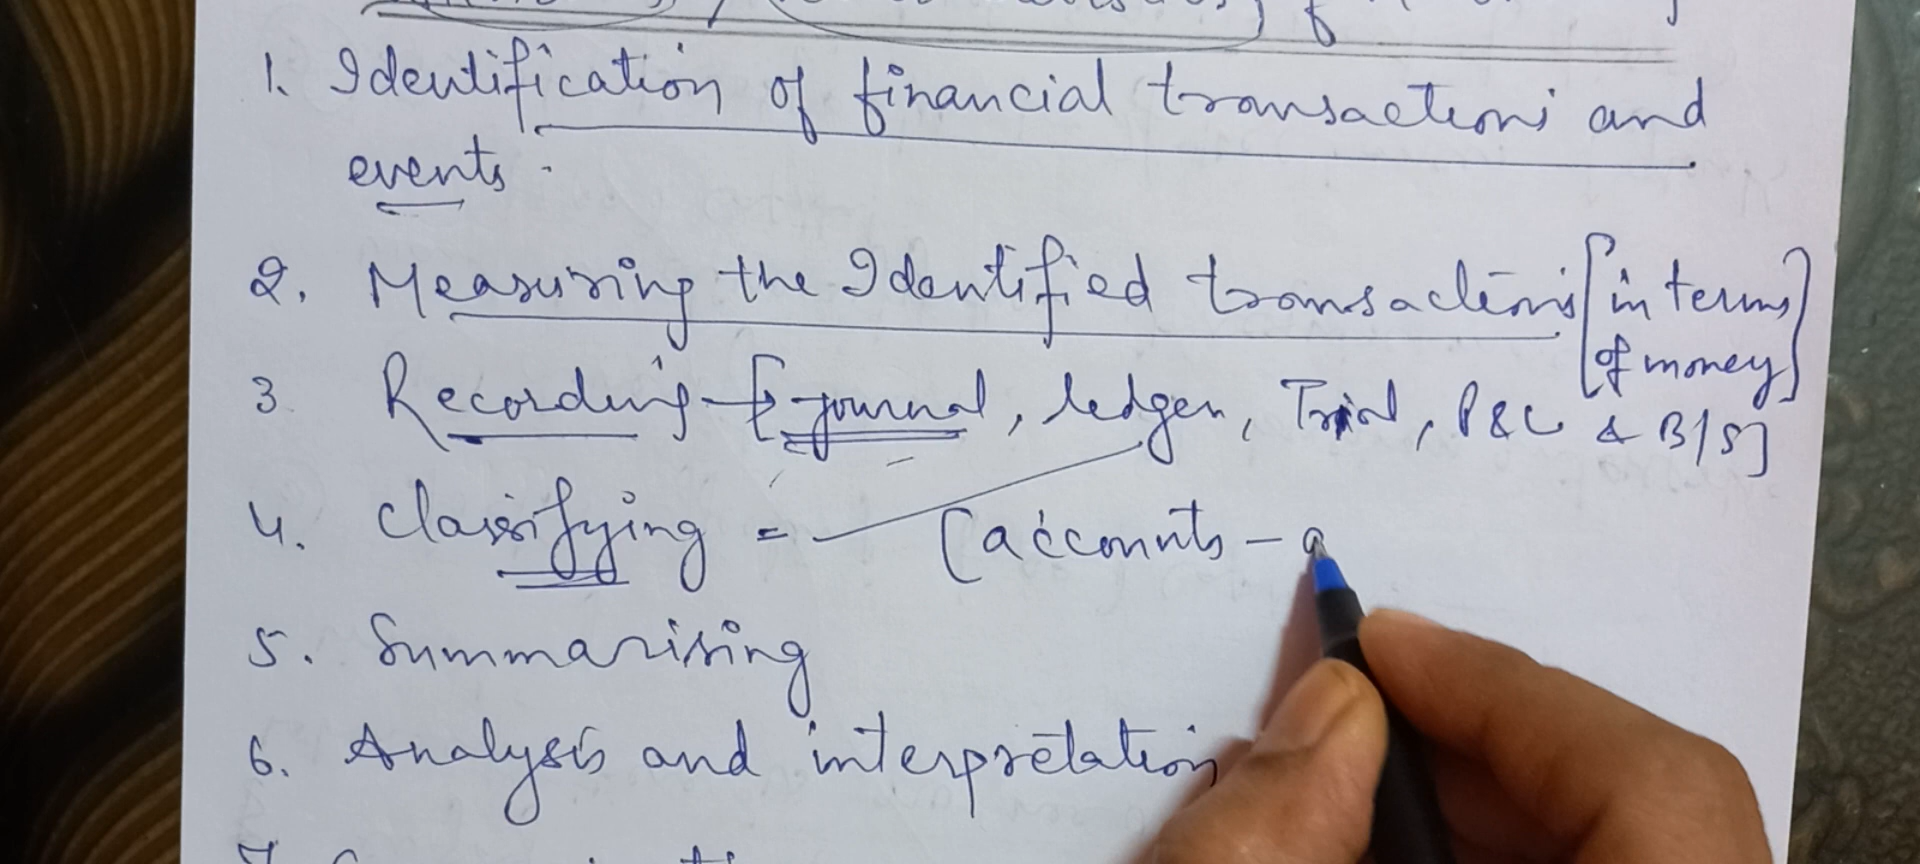 1. Identification of financial transactions and
events.
2. Measuring the Identified transactions [in terms
of money]
3. Recording - [journal, ledger, Trial, P&L & B/S]
4. Classifying = [accounts -
5. Summarising
6. Analysis and interpretation
7.